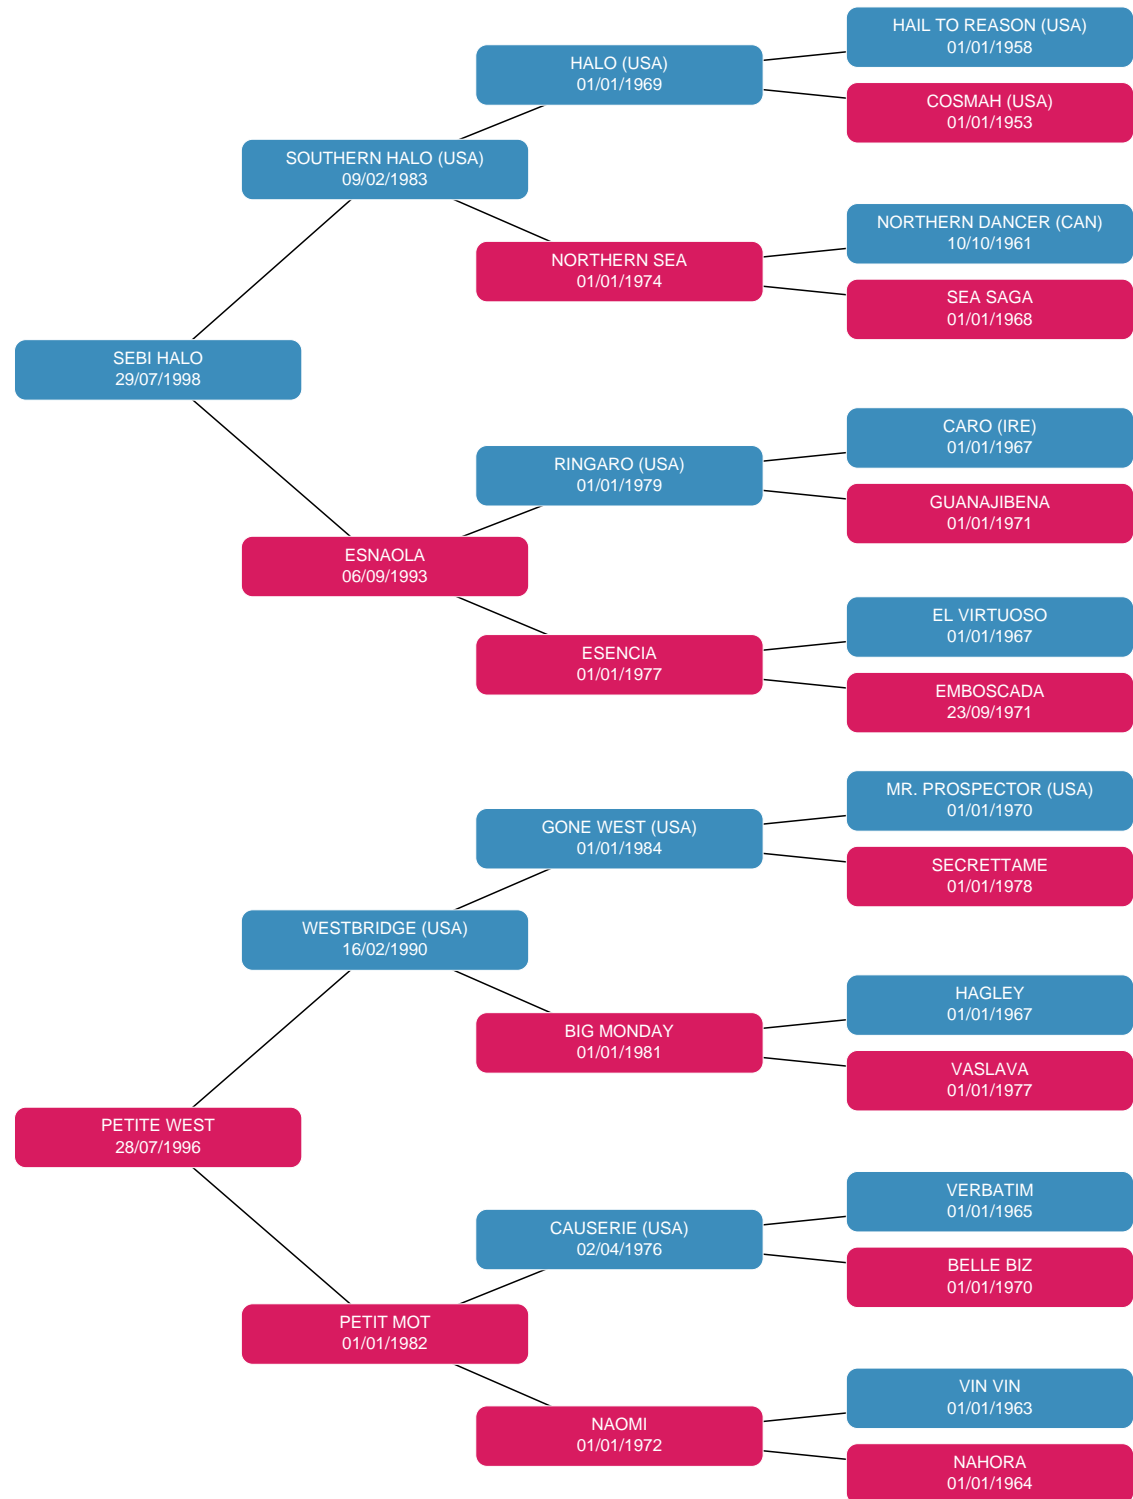 HAIL TO REASON (USA)
01/01/1958
HALO (USA)
01/01/1969
COSMAH (USA)
01/01/1953
SOUTHERN HALO (USA)
09/02/1983
NORTHERN DANCER (CAN)
10/10/1961
NORTHERN SEA
01/01/1974
SEA SAGA
01/01/1968
SEBI HALO
29/07/1998
CARO (IRE)
01/01/1967
RINGARO (USA)
01/01/1979
GUANAJIBENA
01/01/1971
ESNAOLA
06/09/1993
EL VIRTUOSO
01/01/1967
ESENCIA
01/01/1977
EMBOSCADA
23/09/1971
MR. PROSPECTOR (USA)
01/01/1970
GONE WEST (USA)
01/01/1984
SECRETTAME
01/01/1978
WESTBRIDGE (USA)
16/02/1990
HAGLEY
01/01/1967
BIG MONDAY
01/01/1981
VASLAVA
01/01/1977
PETITE WEST
28/07/1996
VERBATIM
01/01/1965
CAUSERIE (USA)
02/04/1976
BELLE BIZ
01/01/1970
PETIT MOT
01/01/1982
VIN VIN
01/01/1963
NAOMI
01/01/1972
NAHORA
01/01/1964